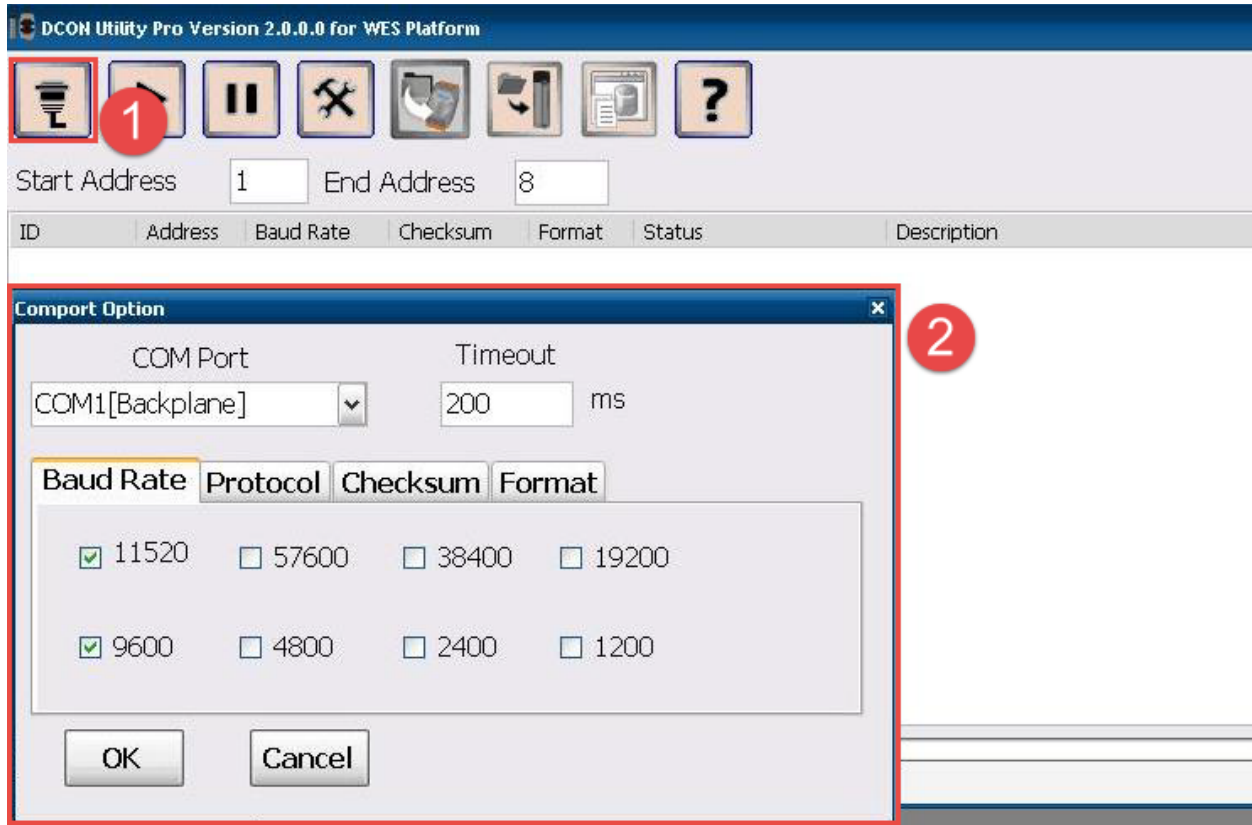 DCON Utility Pro Version 2.0.0.0 for WES Platform
1
?
Start Address 1 End Address 8
ID Address Baud Rate Checksum Format Status Description
Comport Option
2
COM Port Timeout
COM1[Backplane] 200 ms
Baud Rate Protocol Checksum Format
11520 57600 38400 19200
9600 4800 2400 1200
OK Cancel